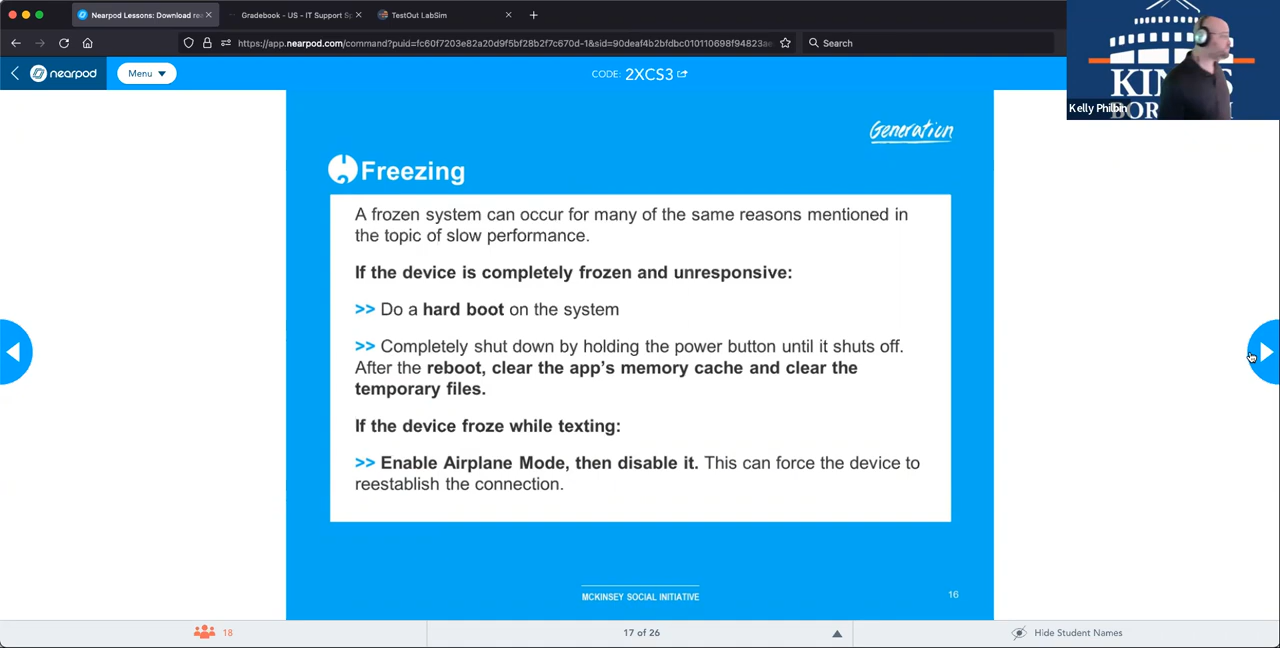 Nearpod Lessons: Download rea
Gradebook - US - IT Support Sp
TestOut LabSim
https://app.nearpod.com/command?puid=fc60f7203e82a20d9f5bf28b2f7c670d-1&sid=90deaf4b2bfdbc010110698f94823ae
Search
nearpod
Menu
CODE: 2XCS3
Kelly Philbin
Generation
Freezing
A frozen system can occur for many of the same reasons mentioned in
the topic of slow performance.
If the device is completely frozen and unresponsive:
>> Do a hard boot on the system
>> Completely shut down by holding the power button until it shuts off.
After the reboot, clear the app’s memory cache and clear the
temporary files.
If the device froze while texting:
>> Enable Airplane Mode, then disable it. This can force the device to
reestablish the connection.
MCKINSEY SOCIAL INITIATIVE
16
18
17 of 26
Hide Student Names